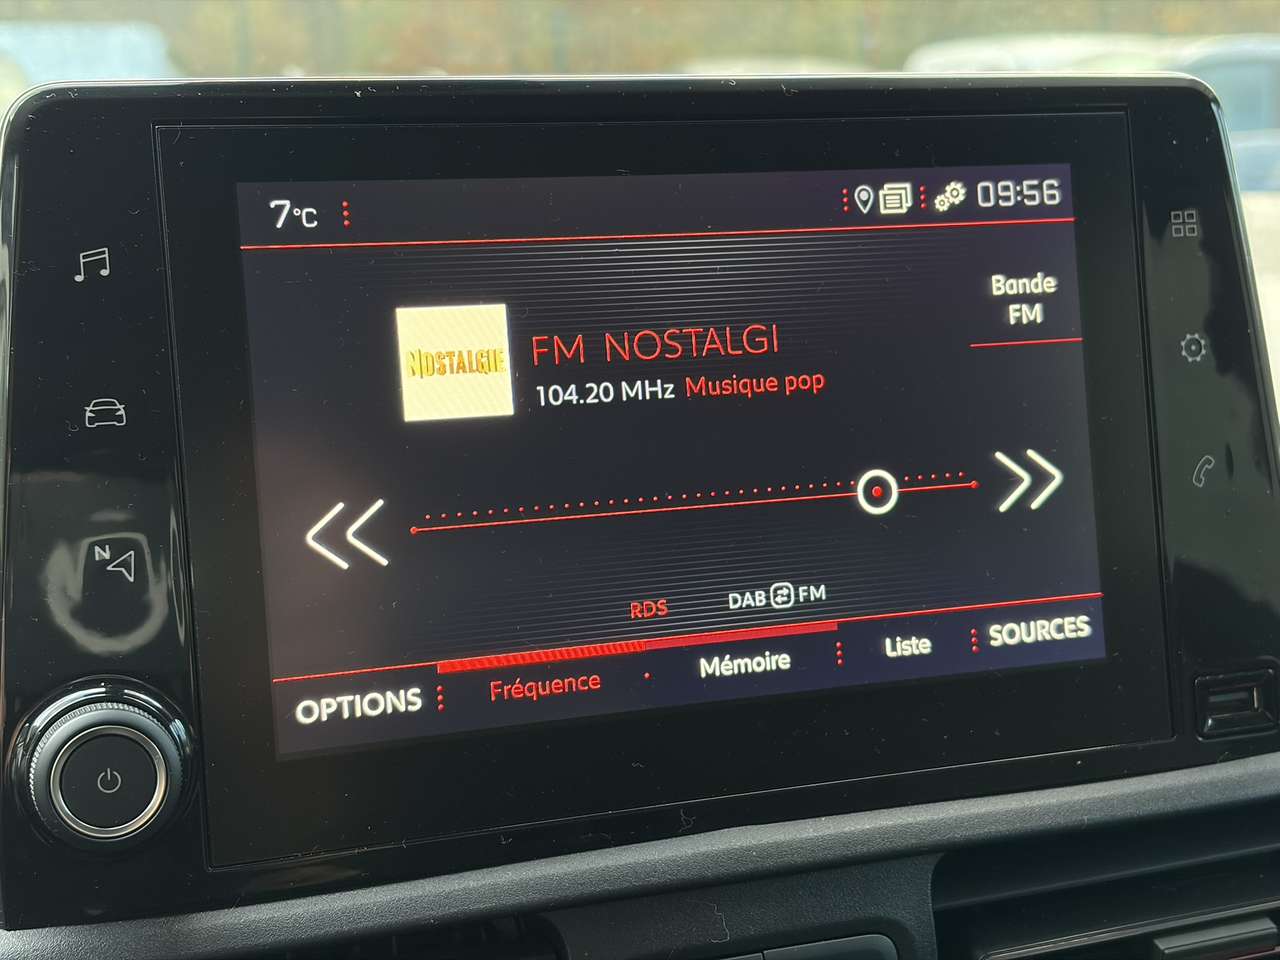 7°C
09:56
Bande
FM
NOSTALGIE
FM NOSTALGI
104.20 MHz Musique pop
N
RDS
DAB FM
OPTIONS Fréquence Mémoire Liste SOURCES